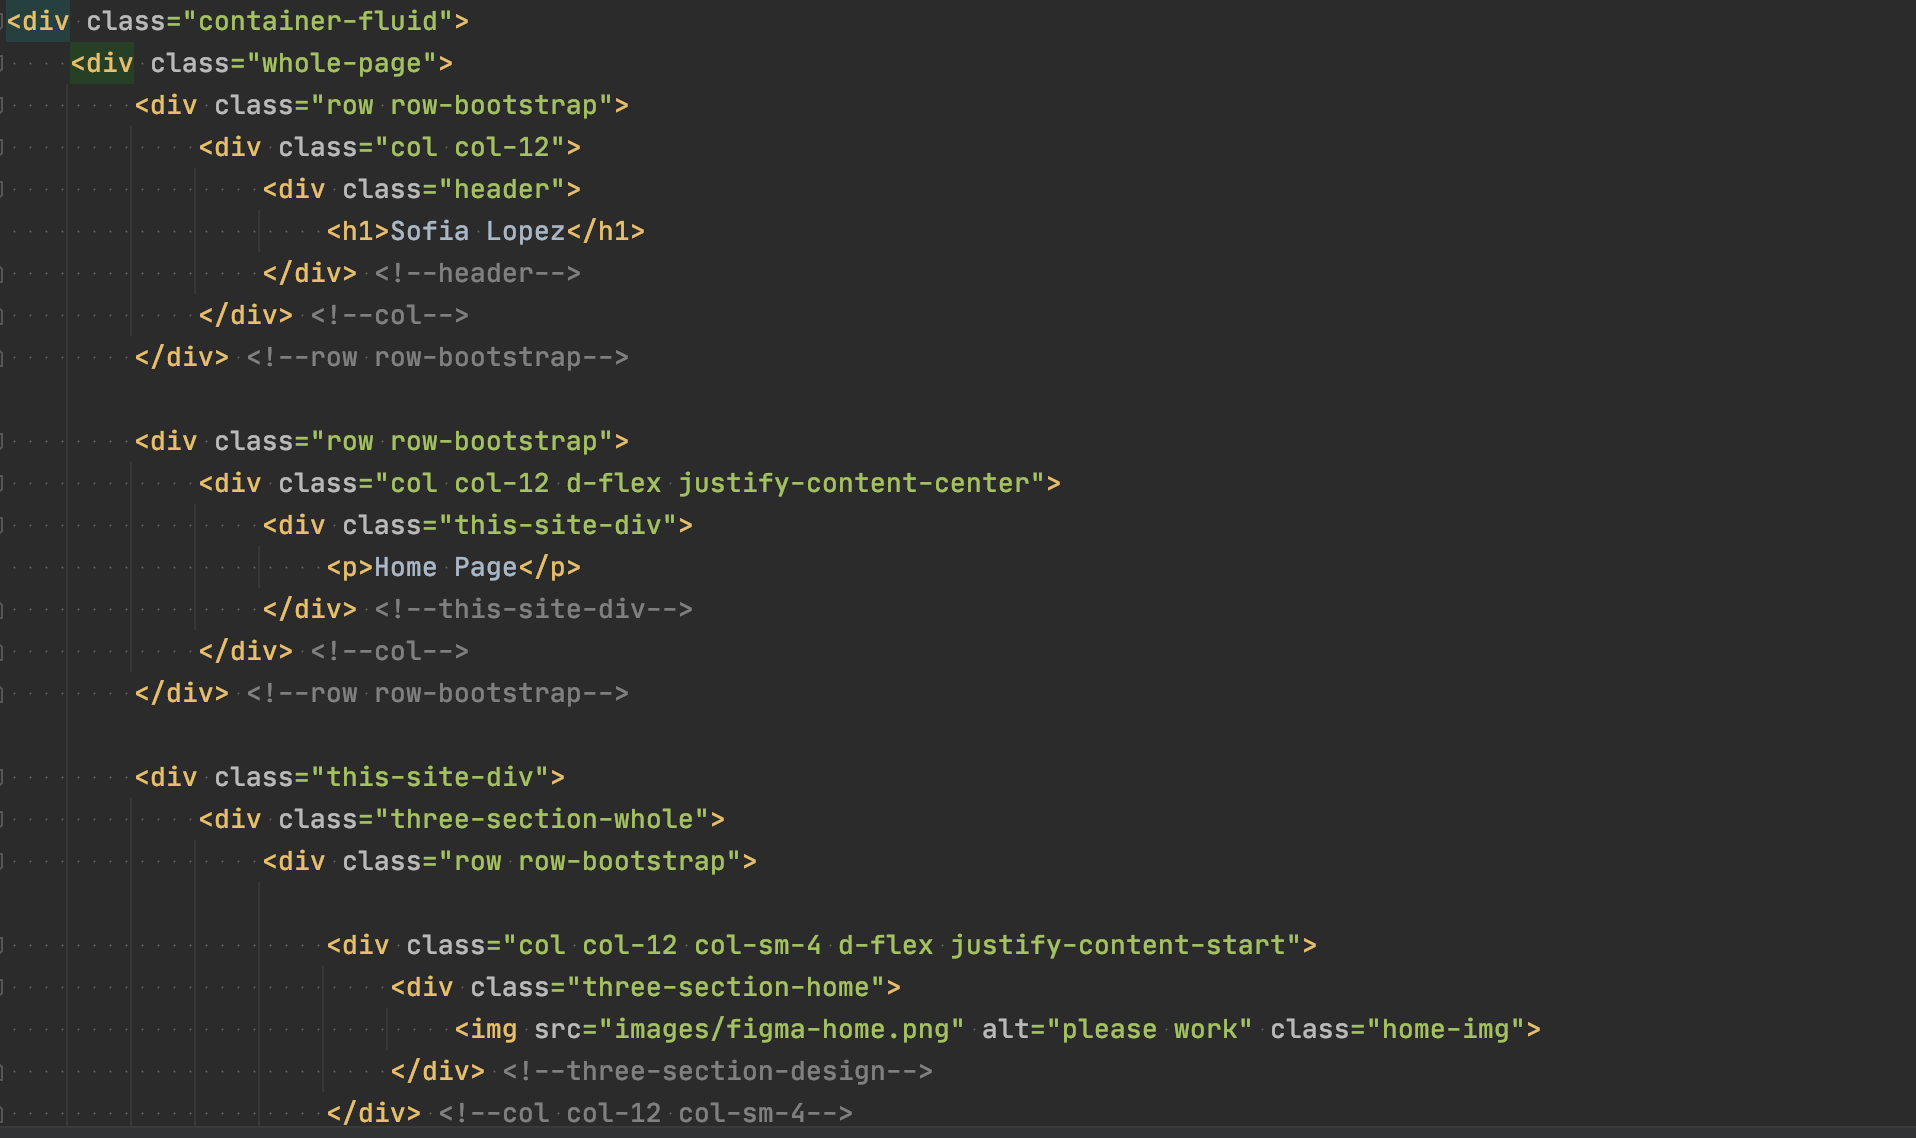 <div class="container-fluid">
<div class="whole-page">
<div class="row row-bootstrap">
<div class="col col-12">
<div class="header">
<h1>Sofia Lopez</h1>
</div> <!--header-->
</div> <!--col-->
</div> <!--row row-bootstrap-->
<div class="row row-bootstrap">
<div class="col col-12 d-flex justify-content-center">
<div class="this-site-div">
<p>Home Page</p>
</div> <!--this-site-div-->
</div> <!--col-->
</div> <!--row row-bootstrap-->
<div class="this-site-div">
<div class="three-section-whole">
<div class="row row-bootstrap">
<div class="col col-12 col-sm-4 d-flex justify-content-start">
<div class="three-section-home">
<img src="images/figma-home.png" alt="please work" class="home-img">
</div> <!--three-section-design-->
</div> <!--col col-12 col-sm-4-->